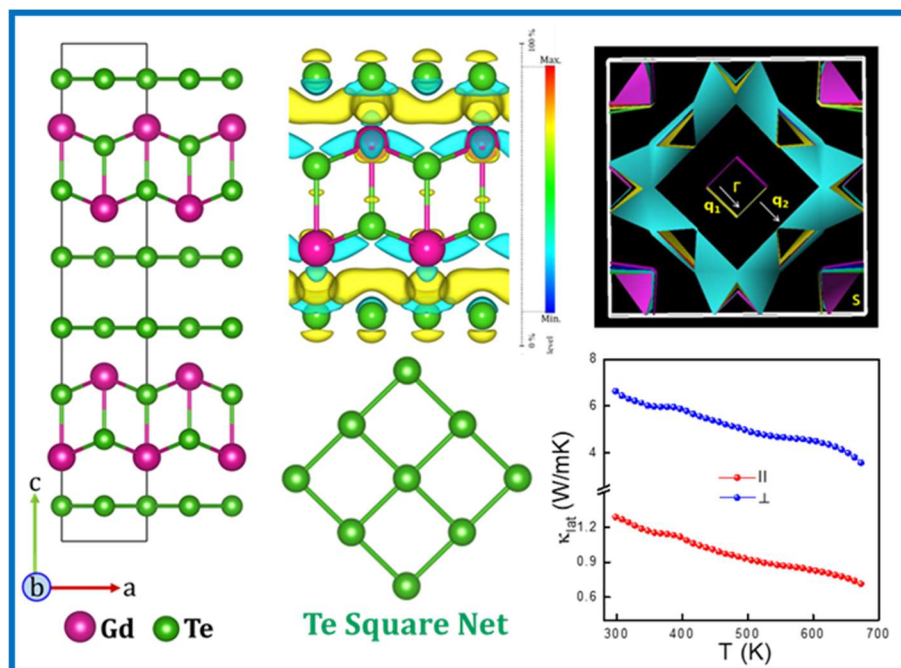 c
b
a
Gd
Te
100 %
Max.
Min.
0 %
level
Γ
q₁
q₂
S
Te Square Net
8
6
4
1.2
0.9
0.6
κlat (W/mK)
||
⊥
300
400
500
600
700
T (K)